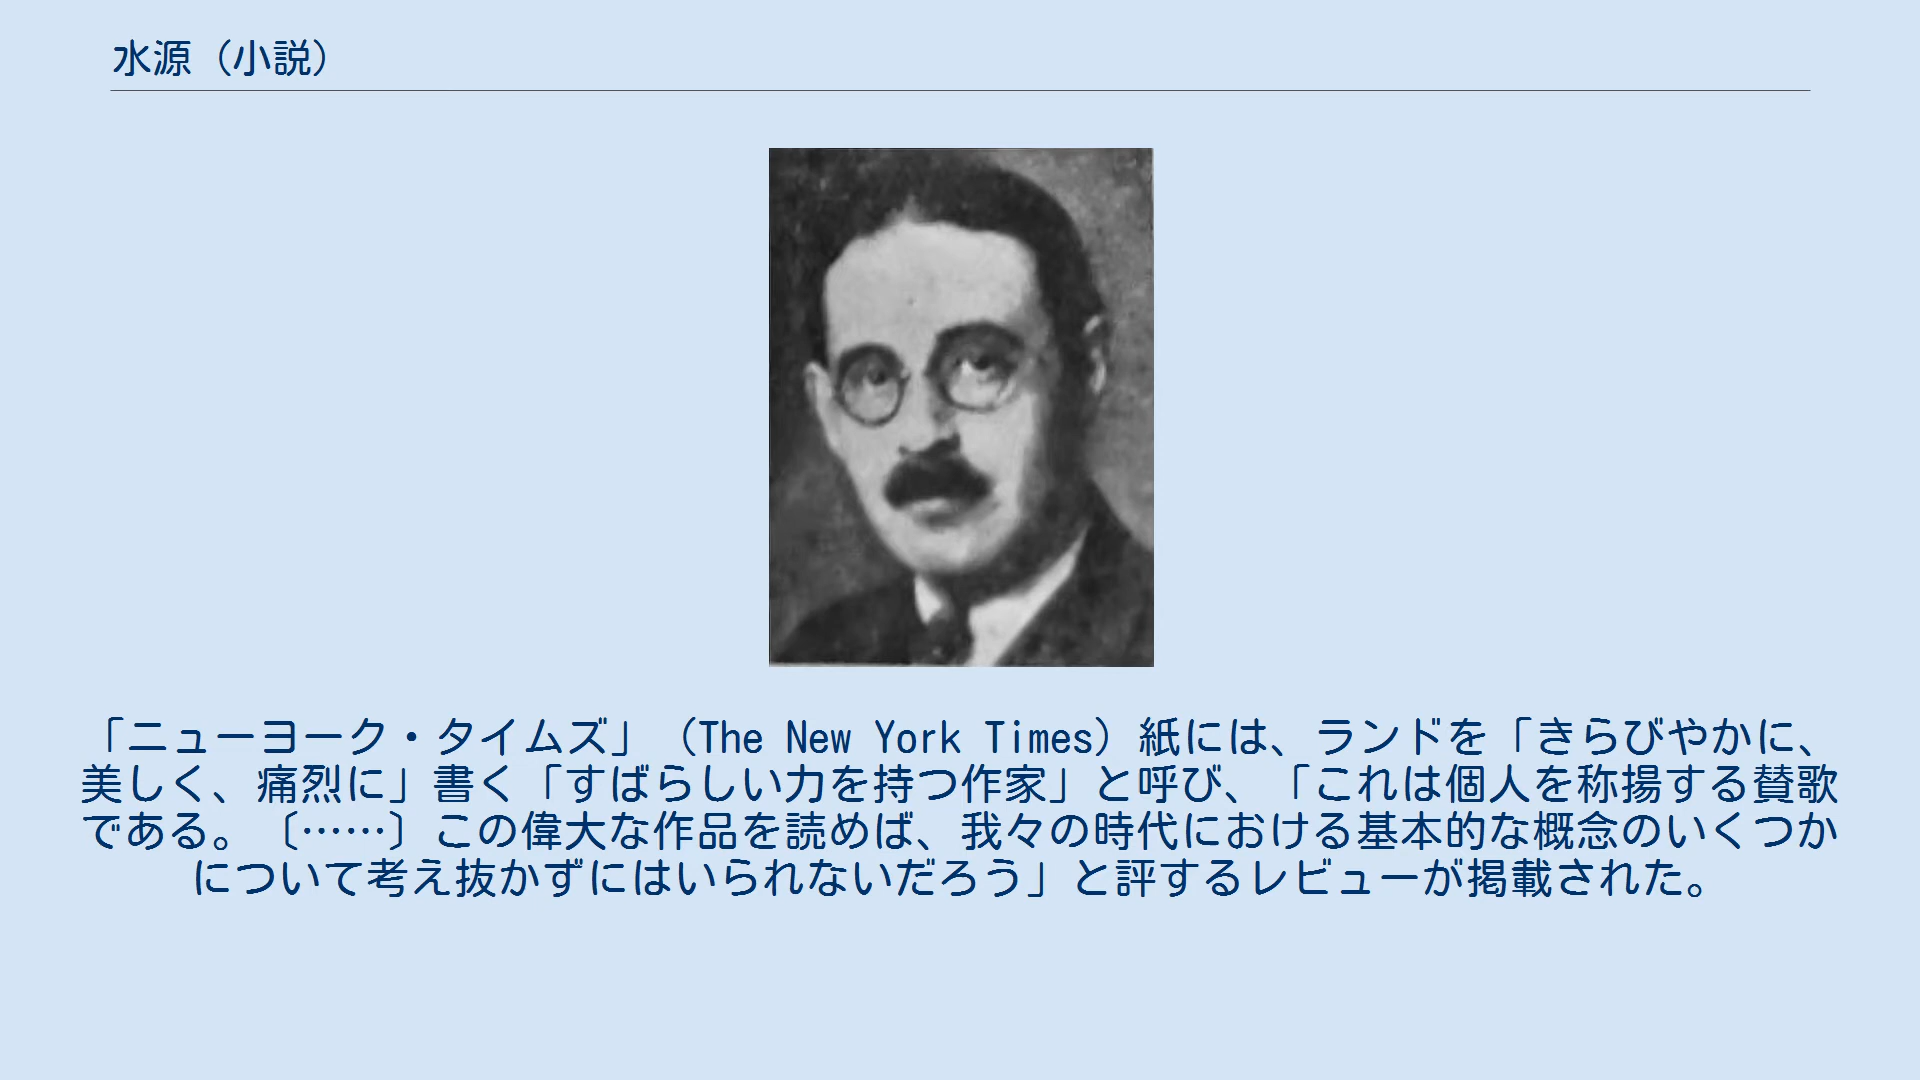 水源（小説）
「ニューヨーク・タイムズ」（The New York Times）紙には、ランドを「きらびやかに、
美しく、痛烈に」書く「すばらしい力を持つ作家」と呼び、「これは個人を称揚する賛歌
である。〔……〕この偉大な作品を読めば、我々の時代における基本的な概念のいくつか
について考え抜かずにはいられないだろう」と評するレビューが掲載された。